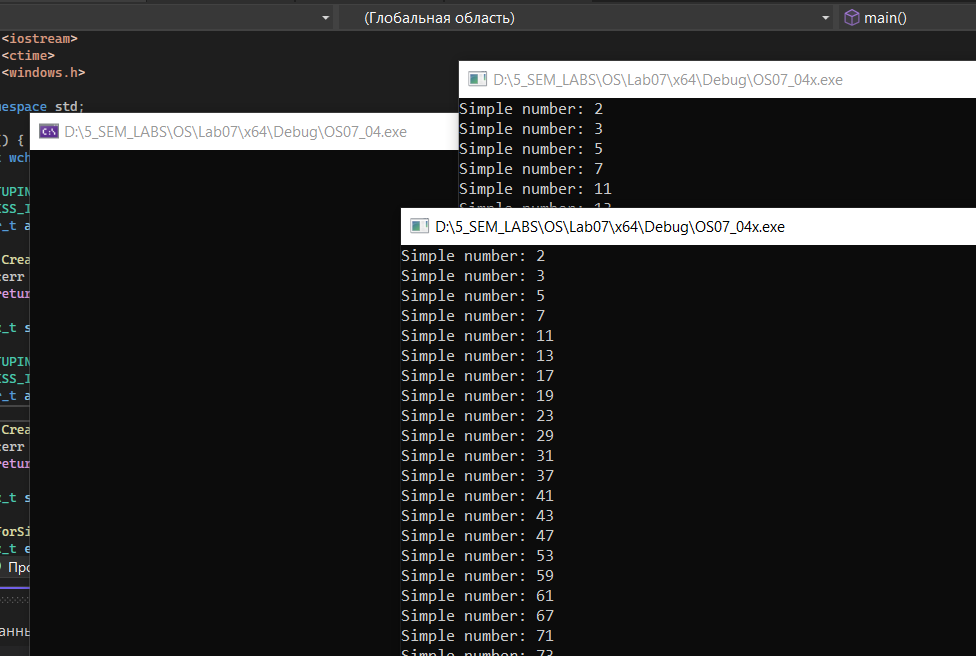 (Глобальная область)
main()
<iostream>
<ctime>
<windows.h>
espace std;
() {
wch
TUPIN
SS_I
_t a
Crea
cerr
retur
_t s
TUPIN
SS_I
_t a
Crea
cerr
retur
_t s
orSi
_t e
Про
анны
D:\5_SEM_LABS\OS\Lab07\x64\Debug\OS07_04.exe
D:\5_SEM_LABS\OS\Lab07\x64\Debug\OS07_04x.exe
Simple number: 2
Simple number: 3
Simple number: 5
Simple number: 7
Simple number: 11
Simple number: 13
D:\5_SEM_LABS\OS\Lab07\x64\Debug\OS07_04x.exe
Simple number: 2
Simple number: 3
Simple number: 5
Simple number: 7
Simple number: 11
Simple number: 13
Simple number: 17
Simple number: 19
Simple number: 23
Simple number: 29
Simple number: 31
Simple number: 37
Simple number: 41
Simple number: 43
Simple number: 47
Simple number: 53
Simple number: 59
Simple number: 61
Simple number: 67
Simple number: 71
Simple number: 73